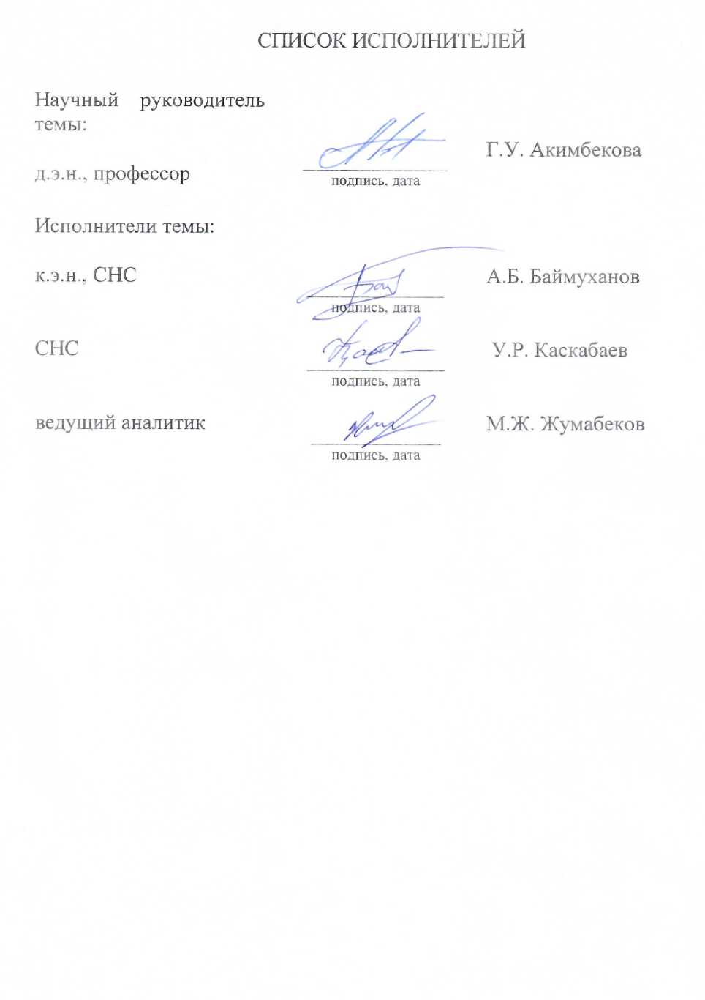 СПИСОК ИСПОЛНИТЕЛЕЙ
Научный руководитель
темы:
Г.У. Акимбекова
д.э.н., профессор
подпись, дата
Исполнители темы:
к.э.н., СНС
А.Б. Баймуханов
подпись, дата
СНС
У.Р. Каскабаев
подпись, дата
ведущий аналитик
М.Ж. Жумабеков
подпись, дата